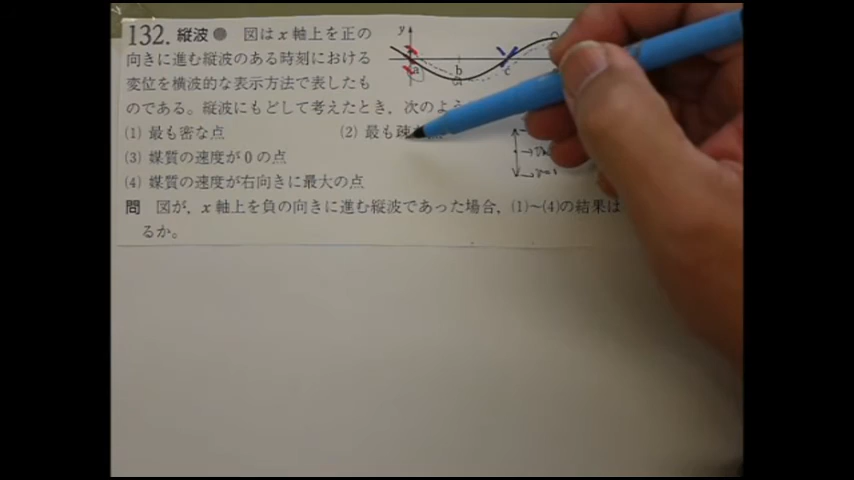 132. 縦波 ● 図はx軸上を正の
向きに進む縦波のある時刻における
変位を横波的な表示方法で表したも
のである。縦波にもどして考えたとき，次のよう
(1) 最も密な点
(2) 最も疎な点
(3) 媒質の速度が0の点
(4) 媒質の速度が右向きに最大の点
問 図が，x軸上を負の向きに進む縦波であった場合，(1)〜(4)の結果は
るか。
y
a
b
c